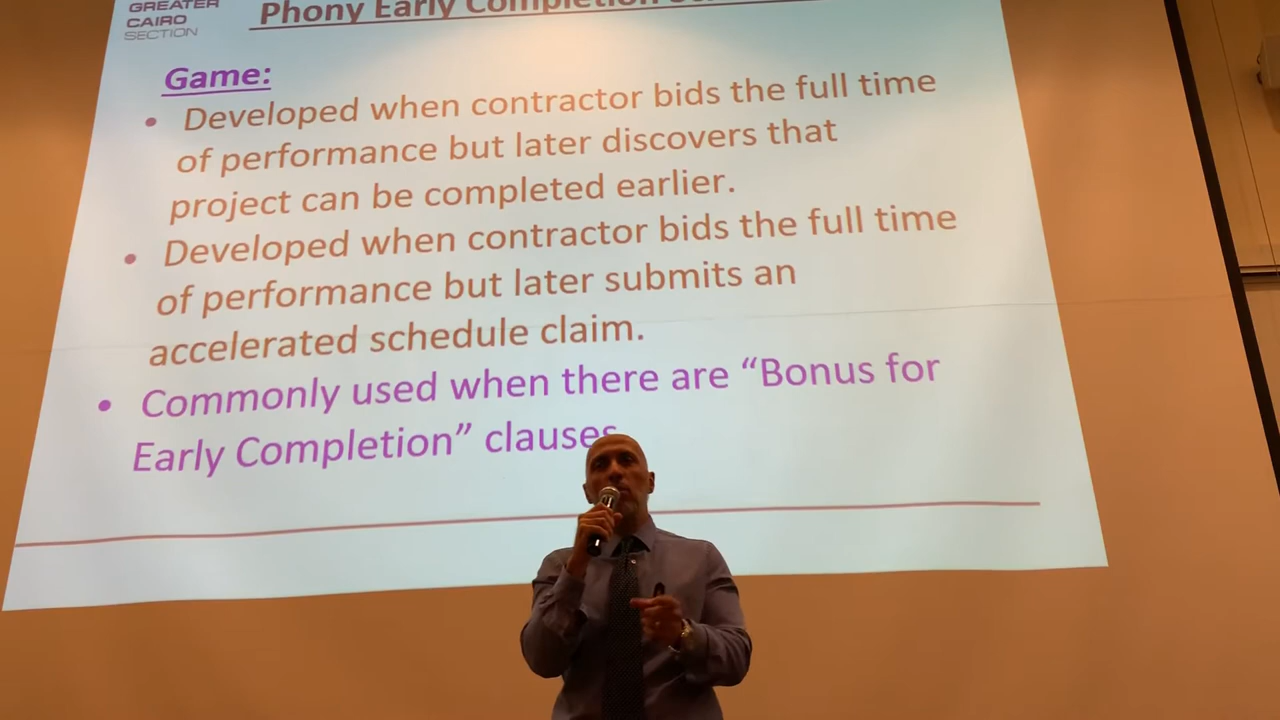 GREATER
CAIRO
SECTION
Phony Early Completion
Game:
• Developed when contractor bids the full time
of performance but later discovers that
project can be completed earlier.
• Developed when contractor bids the full time
of performance but later submits an
accelerated schedule claim.
• Commonly used when there are “Bonus for
Early Completion” clauses